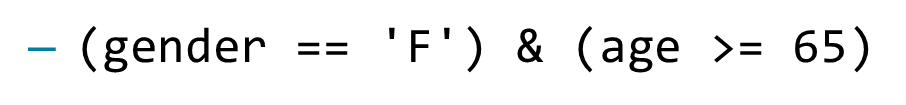 – (gender == 'F') & (age >= 65)